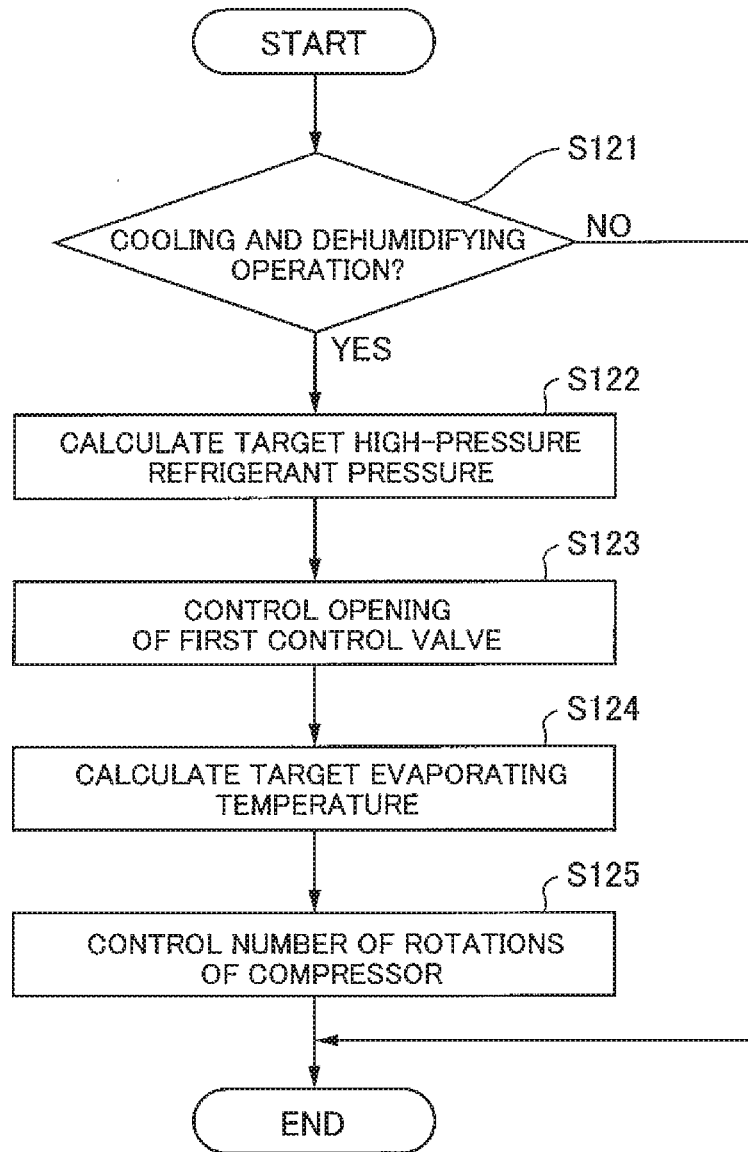 START
S121
COOLING AND DEHUMIDIFYING
OPERATION?
NO
YES
S122
CALCULATE TARGET HIGH-PRESSURE
REFRIGERANT PRESSURE
S123
CONTROL OPENING
OF FIRST CONTROL VALVE
S124
CALCULATE TARGET EVAPORATING
TEMPERATURE
S125
CONTROL NUMBER OF ROTATIONS
OF COMPRESSOR
END